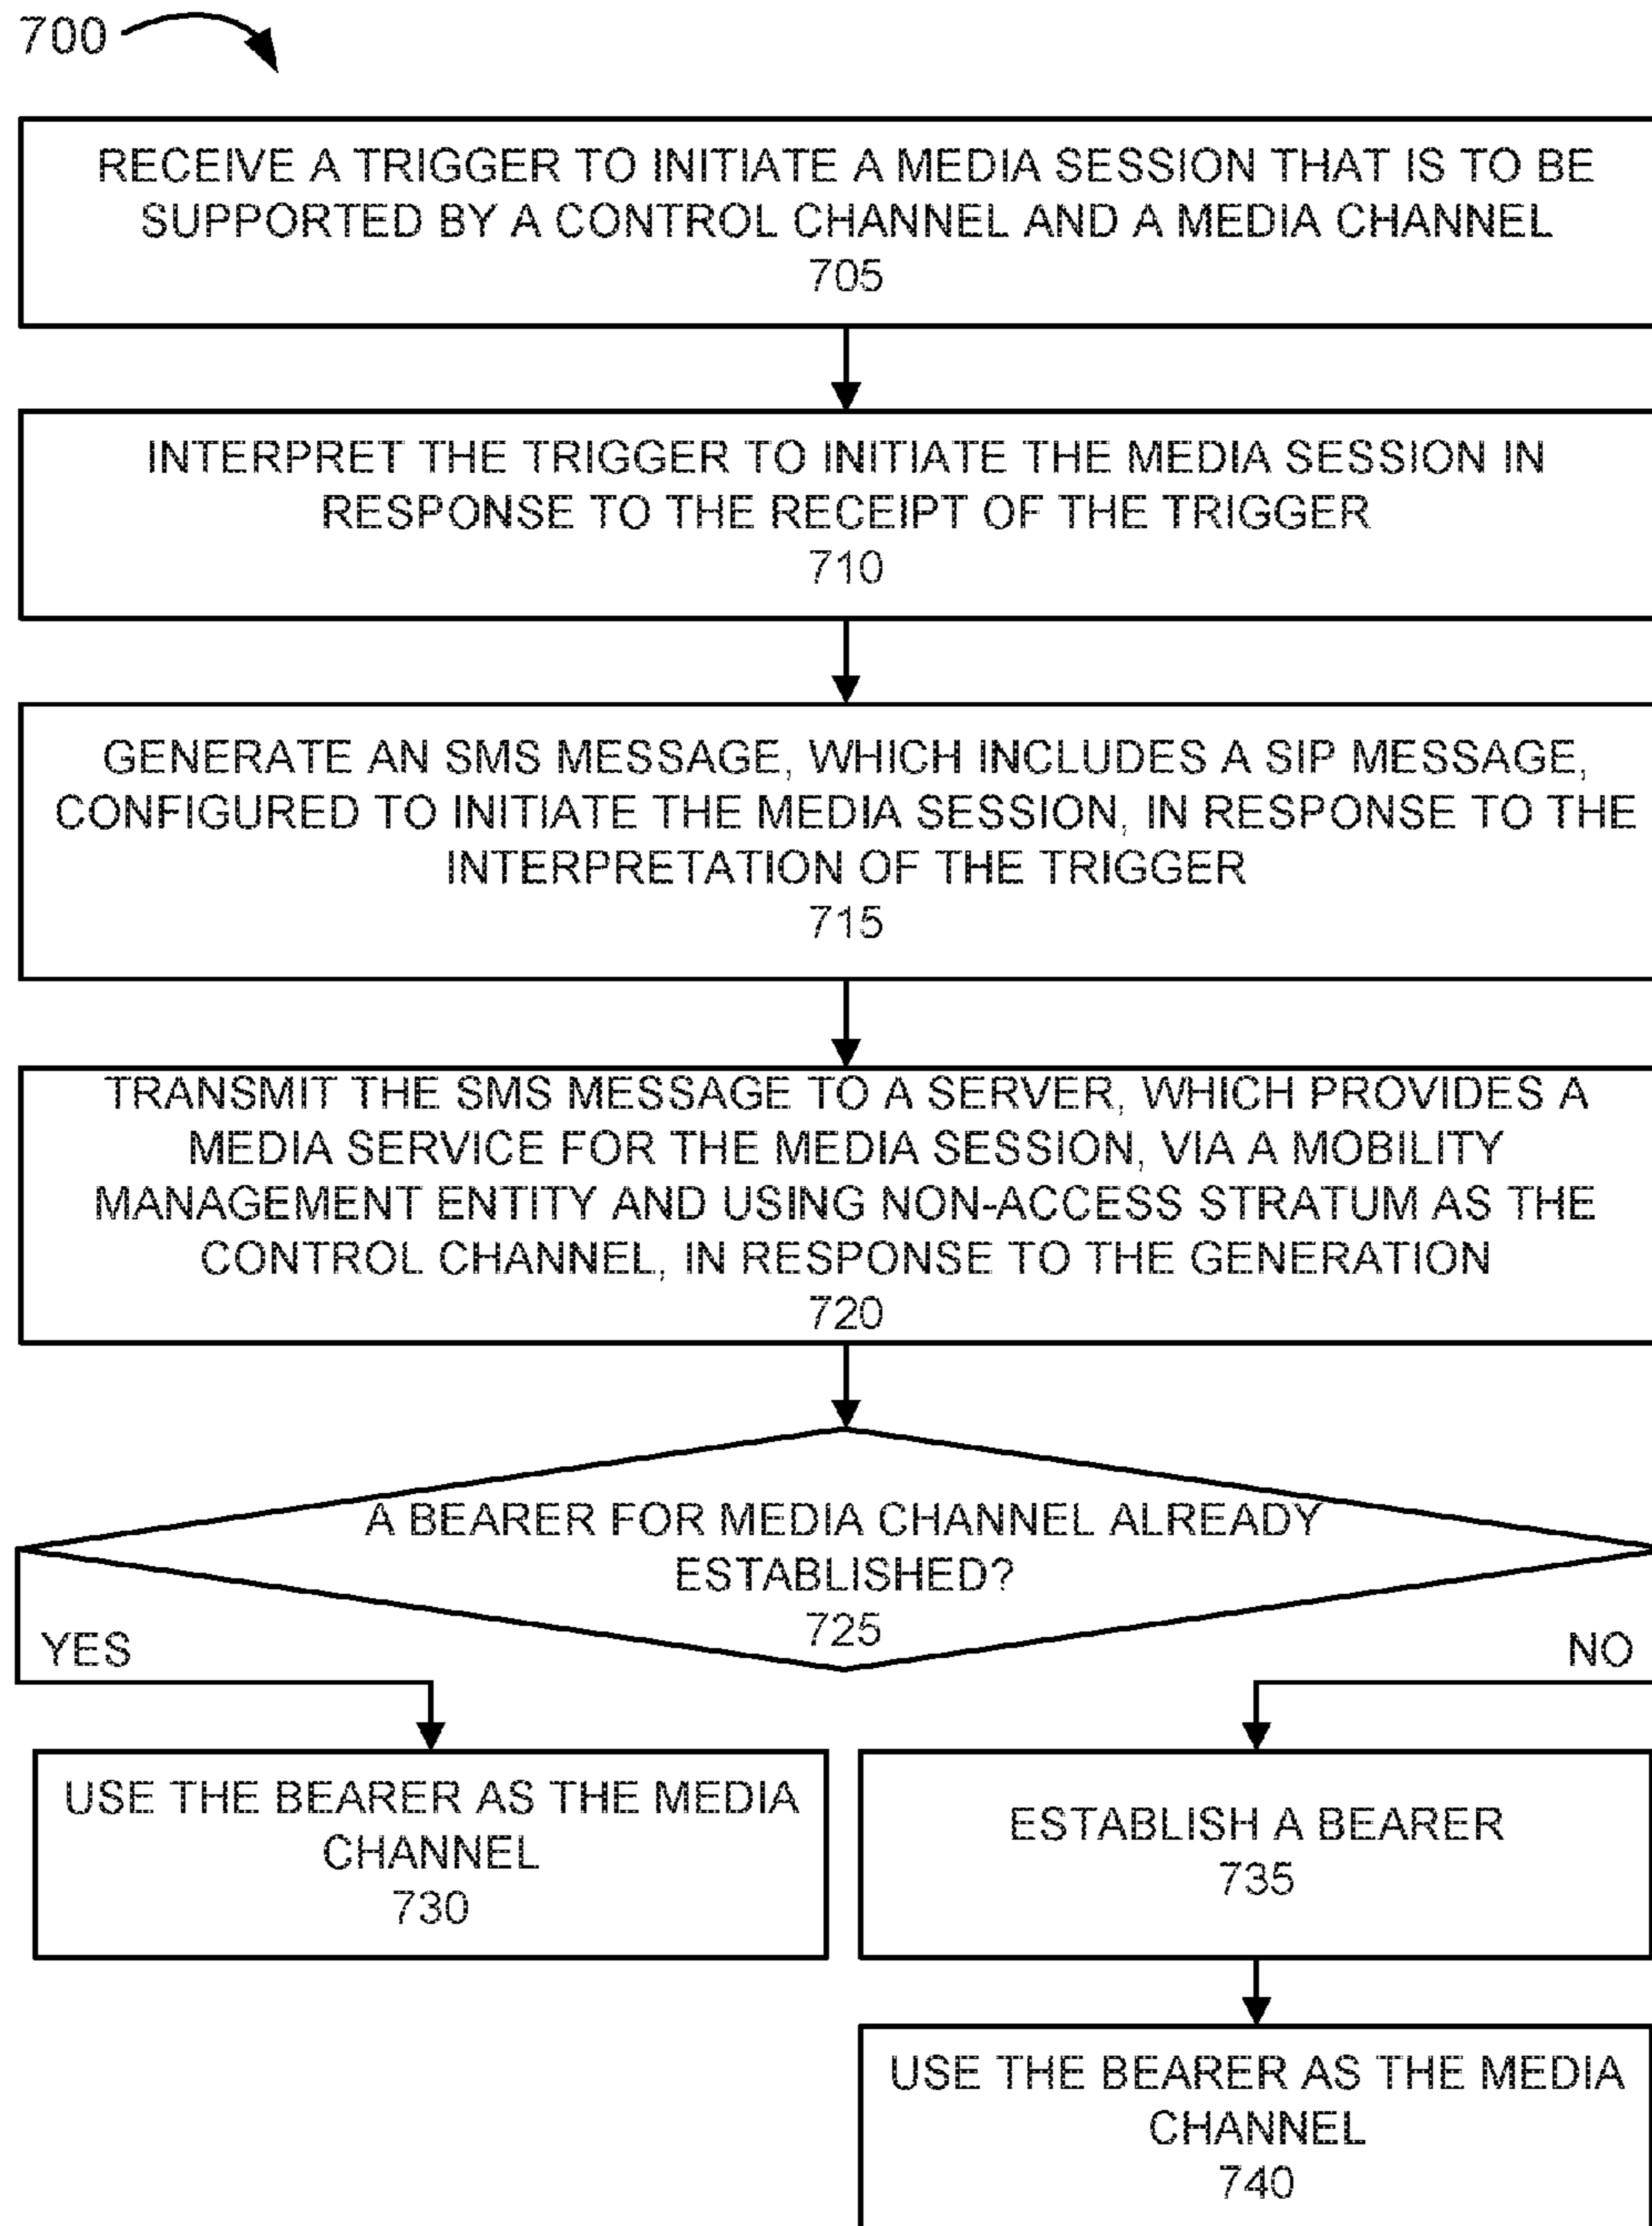 700
RECEIVE A TRIGGER TO INITIATE A MEDIA SESSION THAT IS TO BE
SUPPORTED BY A CONTROL CHANNEL AND A MEDIA CHANNEL
705
INTERPRET THE TRIGGER TO INITIATE THE MEDIA SESSION IN
RESPONSE TO THE RECEIPT OF THE TRIGGER
710
GENERATE AN SMS MESSAGE, WHICH INCLUDES A SIP MESSAGE,
CONFIGURED TO INITIATE THE MEDIA SESSION, IN RESPONSE TO THE
INTERPRETATION OF THE TRIGGER
715
TRANSMIT THE SMS MESSAGE TO A SERVER, WHICH PROVIDES A
MEDIA SERVICE FOR THE MEDIA SESSION, VIA A MOBILITY
MANAGEMENT ENTITY AND USING NON-ACCESS STRATUM AS THE
CONTROL CHANNEL, IN RESPONSE TO THE GENERATION
720
A BEARER FOR MEDIA CHANNEL ALREADY
ESTABLISHED?
725
YES
NO
USE THE BEARER AS THE MEDIA
CHANNEL
730
ESTABLISH A BEARER
735
USE THE BEARER AS THE MEDIA
CHANNEL
740